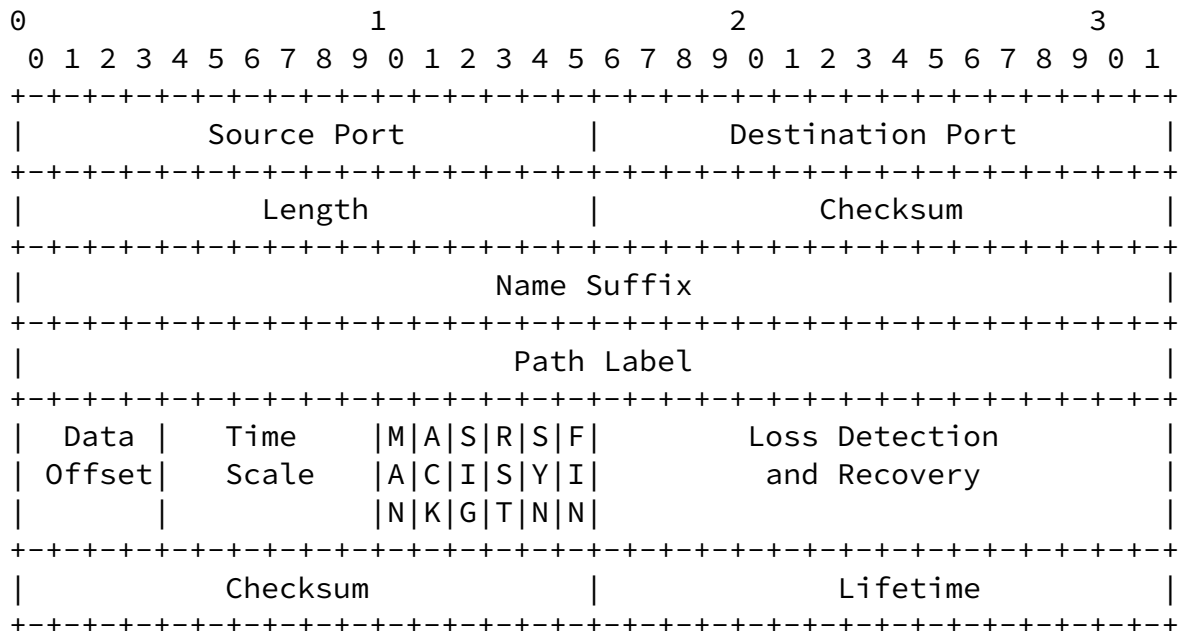 0                   1                   2                   3
 0 1 2 3 4 5 6 7 8 9 0 1 2 3 4 5 6 7 8 9 0 1 2 3 4 5 6 7 8 9 0 1
+-+-+-+-+-+-+-+-+-+-+-+-+-+-+-+-+-+-+-+-+-+-+-+-+-+-+-+-+-+-+-+-+
|          Source Port          |       Destination Port        |
+-+-+-+-+-+-+-+-+-+-+-+-+-+-+-+-+-+-+-+-+-+-+-+-+-+-+-+-+-+-+-+-+
|             Length            |            Checksum           |
+-+-+-+-+-+-+-+-+-+-+-+-+-+-+-+-+-+-+-+-+-+-+-+-+-+-+-+-+-+-+-+-+
|                          Name Suffix                          |
+-+-+-+-+-+-+-+-+-+-+-+-+-+-+-+-+-+-+-+-+-+-+-+-+-+-+-+-+-+-+-+-+
|                           Path Label                          |
+-+-+-+-+-+-+-+-+-+-+-+-+-+-+-+-+-+-+-+-+-+-+-+-+-+-+-+-+-+-+-+-+
|  Data |   Time    |M|A|S|R|S|F|        Loss Detection         |
| Offset|   Scale   |A|C|I|S|Y|I|         and Recovery          |
|       |           |N|K|G|T|N|N|                               |
+-+-+-+-+-+-+-+-+-+-+-+-+-+-+-+-+-+-+-+-+-+-+-+-+-+-+-+-+-+-+-+-+
|           Checksum            |             Lifetime          |
+-+-+-+-+-+-+-+-+-+-+-+-+-+-+-+-+-+-+-+-+-+-+-+-+-+-+-+-+-+-+-+-+